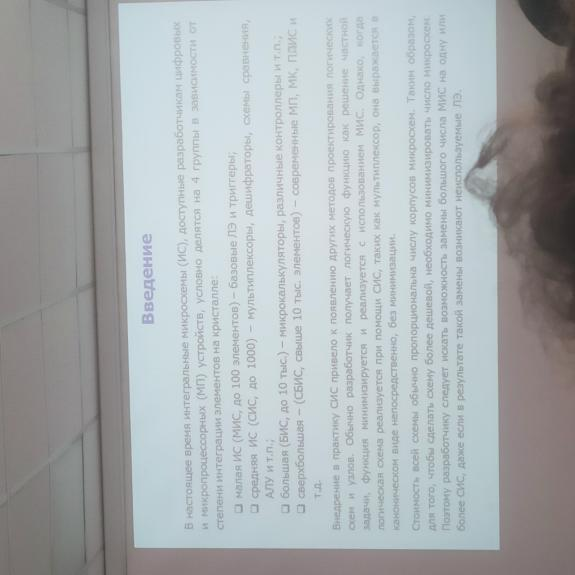 Введение
В настоящее время интегральные микросхемы (ИС), доступные разработчикам цифровых
и микропроцессорных (МП) устройств, условно делятся на 4 группы в зависимости от
степени интеграции элементов на кристалле:
❑ малая ИС (МИС, до 100 элементов) – базовые ЛЭ и триггеры;
❑ средняя ИС (СИС, до 1000) – мультиплексоры, дешифраторы, схемы сравнения,
АЛУ и т.п.;
❑ большая (БИС, до 10 тыс.) – микрокалькуляторы, различные контроллеры и т.п.;
❑ сверхбольшая – (СБИС, свыше 10 тыс. элементов) – современные МП, МК, ПЛИС и
т.д.
Внедрение в практику СИС привело к появлению других методов проектирования логических
схем и узлов. Обычно разработчик получает логическую функцию как решение частной
задачи, функция минимизируется и реализуется с использованием МИС. Однако, когда
логическая схема реализуется при помощи СИС, таких как мультиплексор, она выражается в
каноническом виде непосредственно, без минимизации.
Стоимость всей схемы обычно пропорциональна числу корпусов микросхем. Таким образом,
для того, чтобы сделать схему более дешевой, необходимо минимизировать число микросхем.
Поэтому разработчику следует искать возможность замены большого числа МИС на одну или
более СИС, даже если в результате такой замены возникают неиспользуемые ЛЭ.